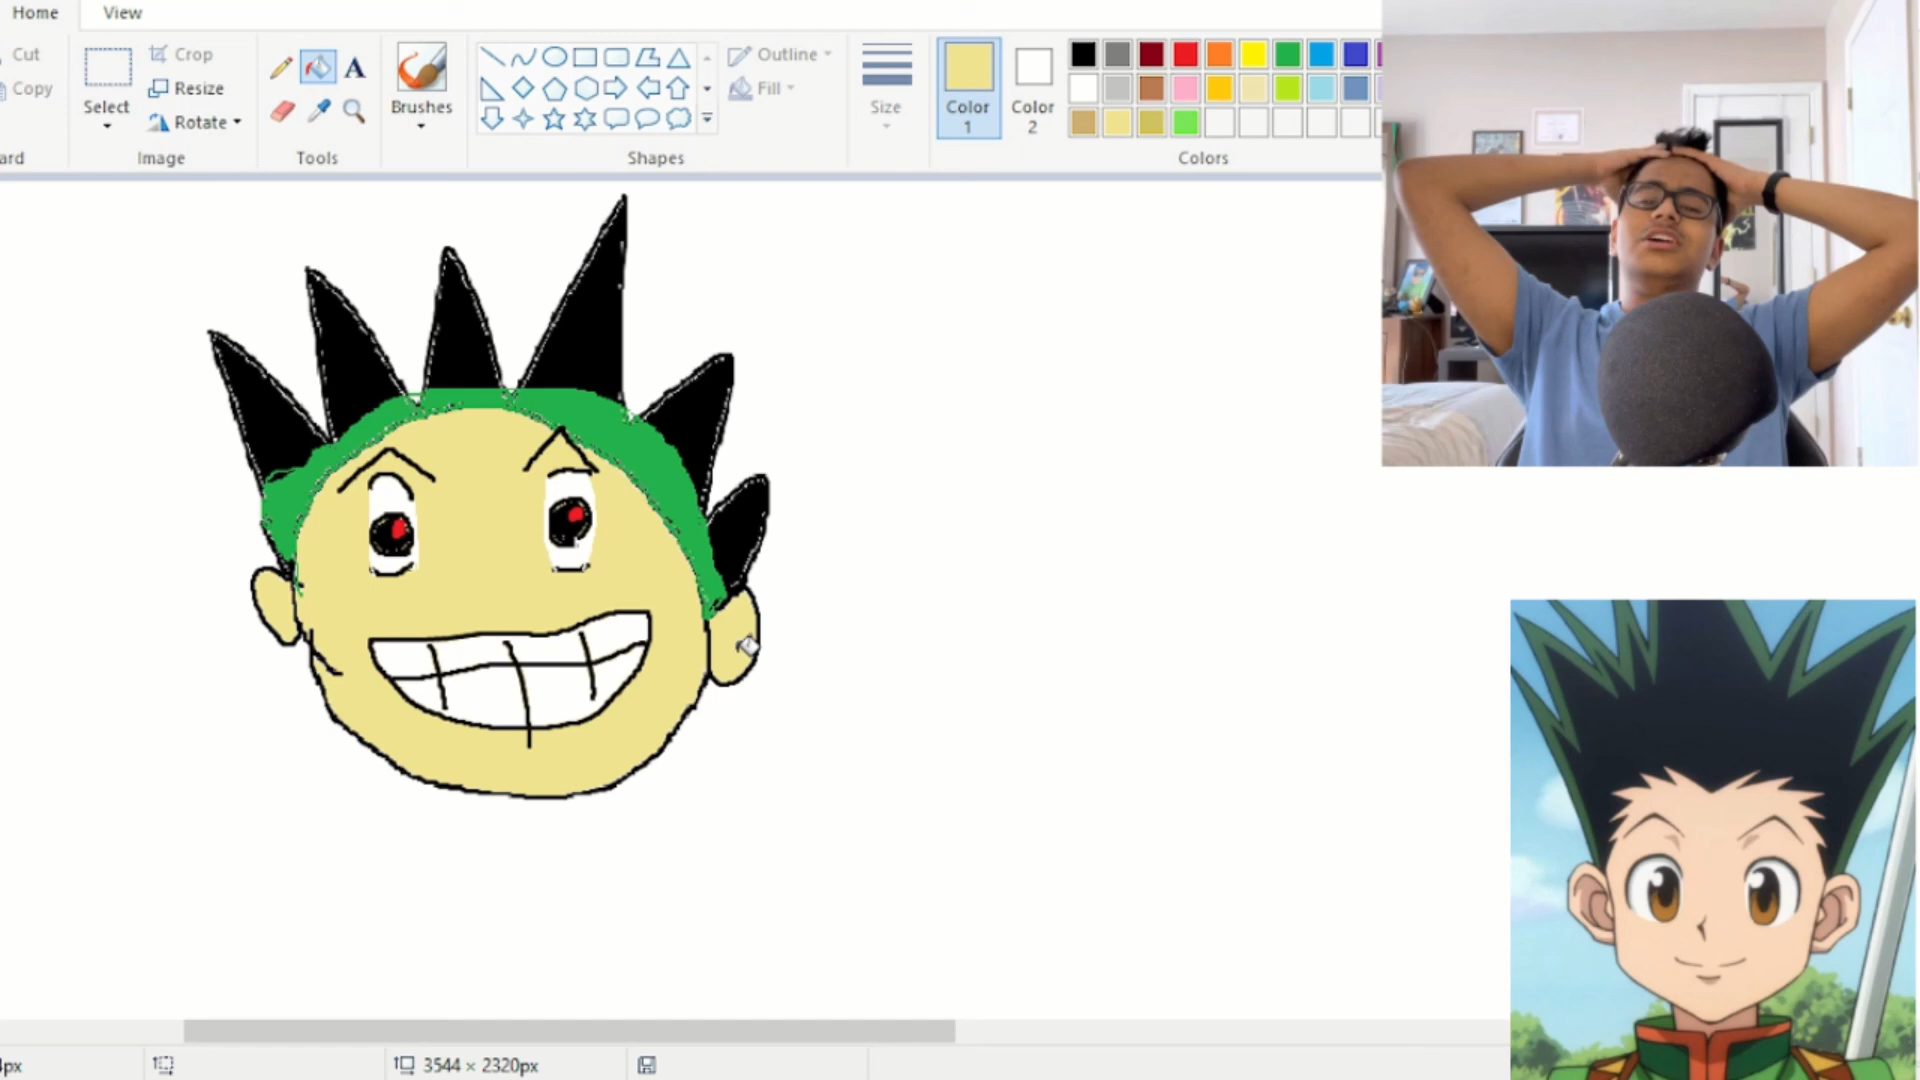 Home View
Cut
Copy
Select
Crop
Resize
Rotate
A
Brushes
Outline
Fill
Size
Color 1
Color 2
ard
Image
Tools
Shapes
Colors
px
3544 × 2320px